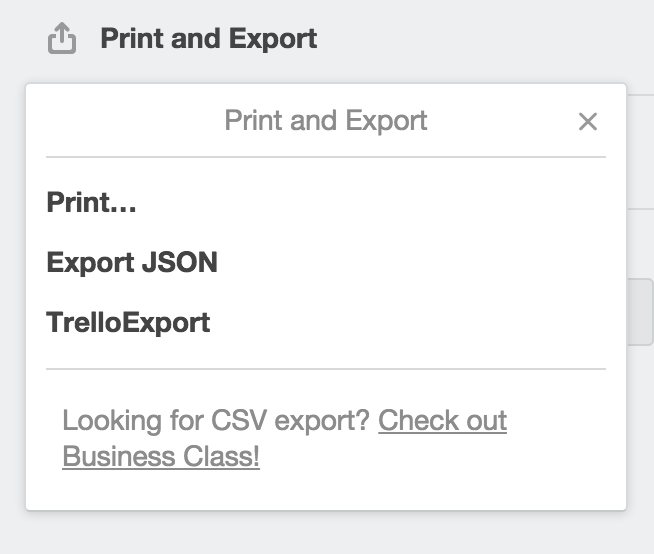 Print and Export
Print and Export
Print...
Export JSON
TrelloExport
Looking for CSV export? Check out
Business Class!